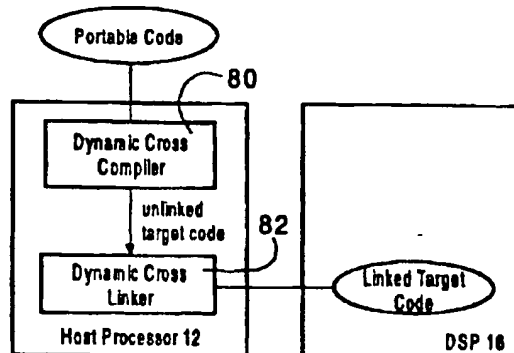 Portable Code
80
Dynamic Cross
Compiler
unlinked
target code
82
Dynamic Cross
Linker
Linked Target
Code
Host Processor 12
DSP 16